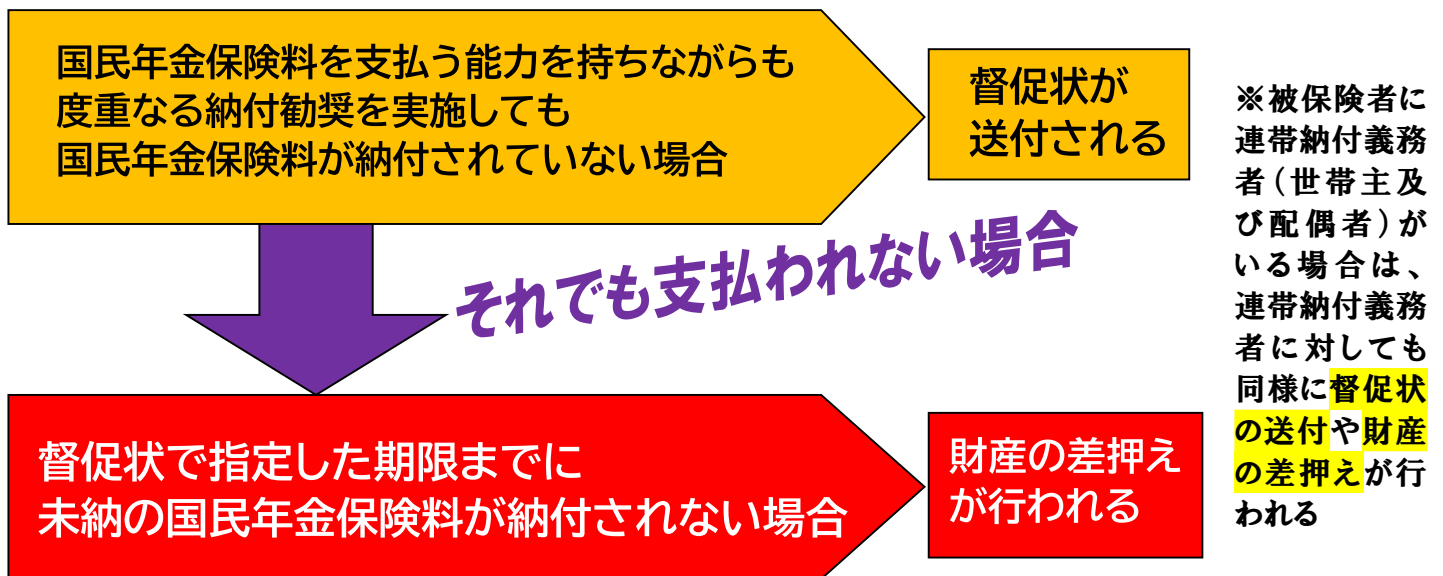 国民年金保険料を支払う能力を持ちながらも
度重なる納付勧奨を実施しても
国民年金保険料が納付されていない場合
督促状が
送付される
それでも支払われない場合
督促状で指定した期限までに
未納の国民年金保険料が納付されない場合
財産の差押え
が行われる
※被保険者に
連帯納付義務
者(世帯主及
び配偶者)が
いる場合は、
連帯納付義務
者に対しても
同様に督促状
の送付や財産
の差押えが行
われる